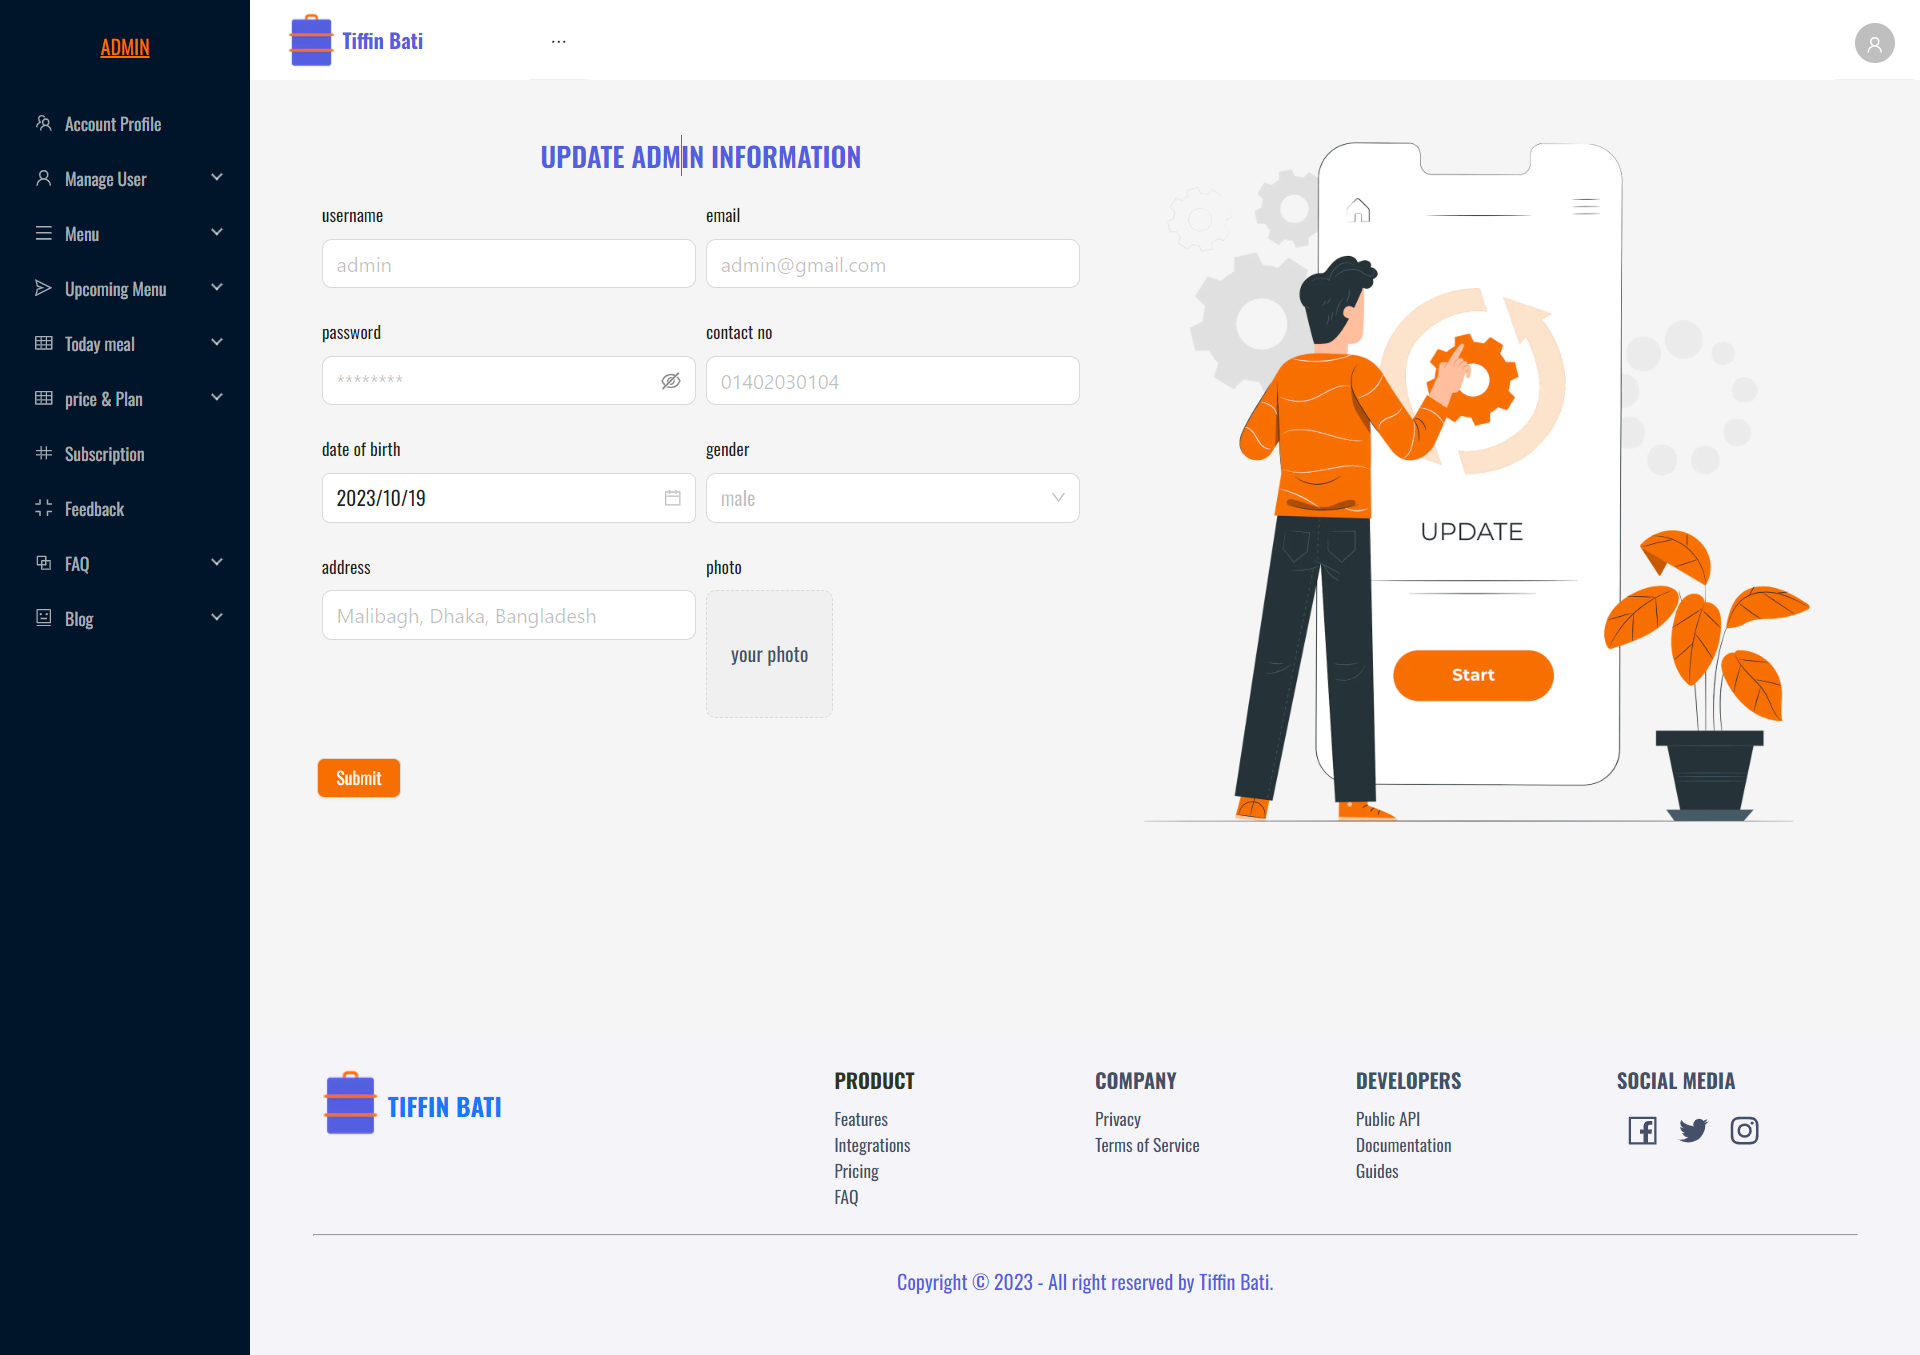 ADMIN
Account Profile
Manage User
Menu
Upcoming Menu
Today meal
price & Plan
Subscription
Feedback
FAQ
Blog
Tiffin Bati
...
UPDATE ADMIN INFORMATION
username
email
admin
admin@gmail.com
password
contact no
********
01402030104
date of birth
gender
2023/10/19
male
address
photo
Malibagh, Dhaka, Bangladesh
your photo
Submit
UPDATE
Start
TIFFIN BATI
PRODUCT
Features
Integrations
Pricing
FAQ
COMPANY
Privacy
Terms of Service
DEVELOPERS
Public API
Documentation
Guides
SOCIAL MEDIA
Copyright © 2023 - All right reserved by Tiffin Bati.